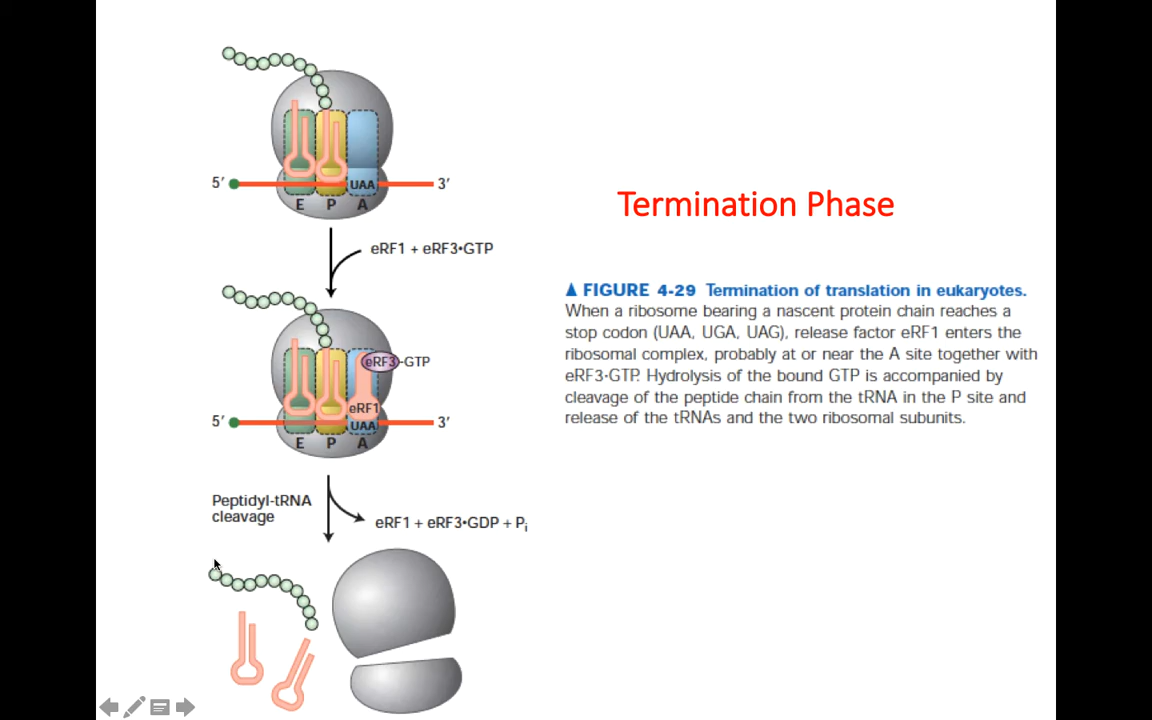 5′ UAA 3′
E P A
eRF1 + eRF3•GTP
eRF3-GTP
eRF1
5′ UAA 3′
E P A
Peptidyl-tRNA
cleavage
eRF1 + eRF3•GDP + Pi
Termination Phase
▲ FIGURE 4-29 Termination of translation in eukaryotes.
When a ribosome bearing a nascent protein chain reaches a
stop codon (UAA, UGA, UAG), release factor eRF1 enters the
ribosomal complex, probably at or near the A site together with
eRF3•GTP. Hydrolysis of the bound GTP is accompanied by
cleavage of the peptide chain from the tRNA in the P site and
release of the tRNAs and the two ribosomal subunits.